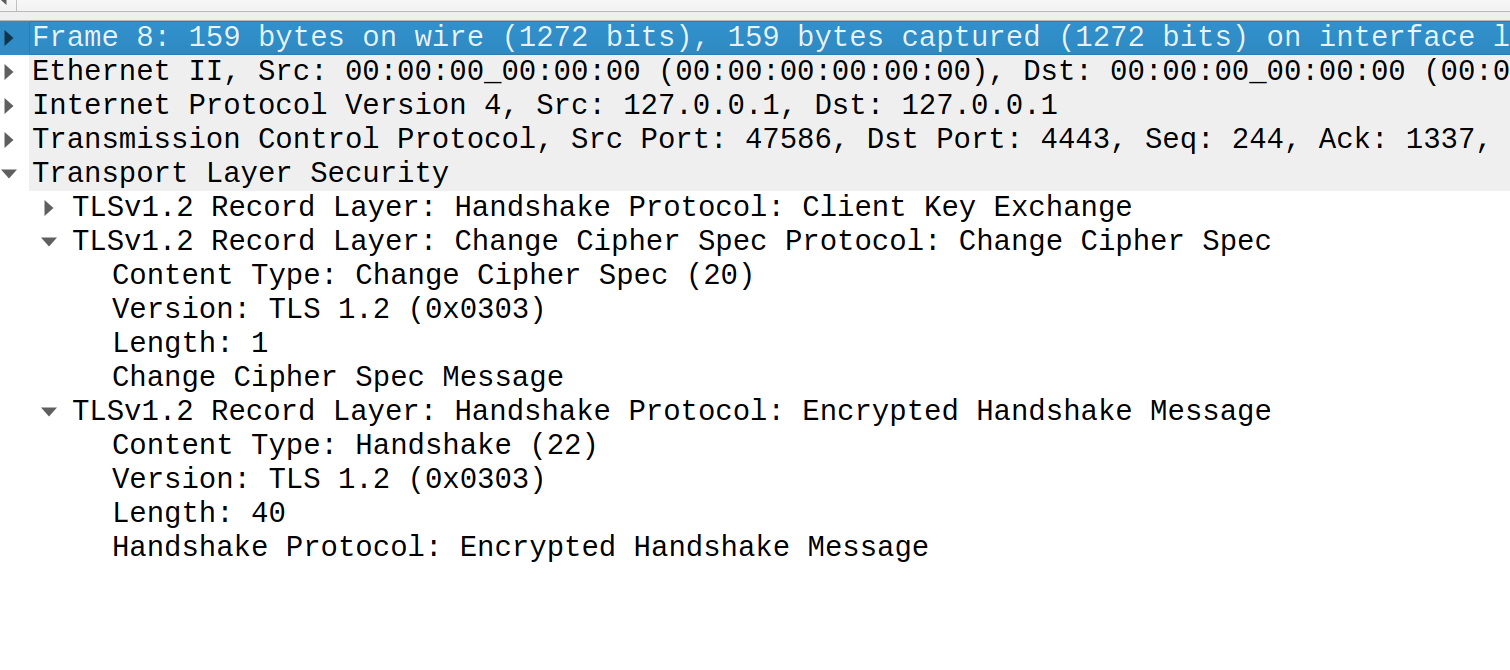 Frame 8: 159 bytes on wire (1272 bits), 159 bytes captured (1272 bits) on interface
Ethernet II, Src: 00:00:00_00:00:00 (00:00:00:00:00:00), Dst: 00:00:00_00:00:00 (00:0
Internet Protocol Version 4, Src: 127.0.0.1, Dst: 127.0.0.1
Transmission Control Protocol, Src Port: 47586, Dst Port: 4443, Seq: 244, Ack: 1337,
Transport Layer Security
TLSv1.2 Record Layer: Handshake Protocol: Client Key Exchange
TLSv1.2 Record Layer: Change Cipher Spec Protocol: Change Cipher Spec
Content Type: Change Cipher Spec (20)
Version: TLS 1.2 (0x0303)
Length: 1
Change Cipher Spec Message
TLSv1.2 Record Layer: Handshake Protocol: Encrypted Handshake Message
Content Type: Handshake (22)
Version: TLS 1.2 (0x0303)
Length: 40
Handshake Protocol: Encrypted Handshake Message